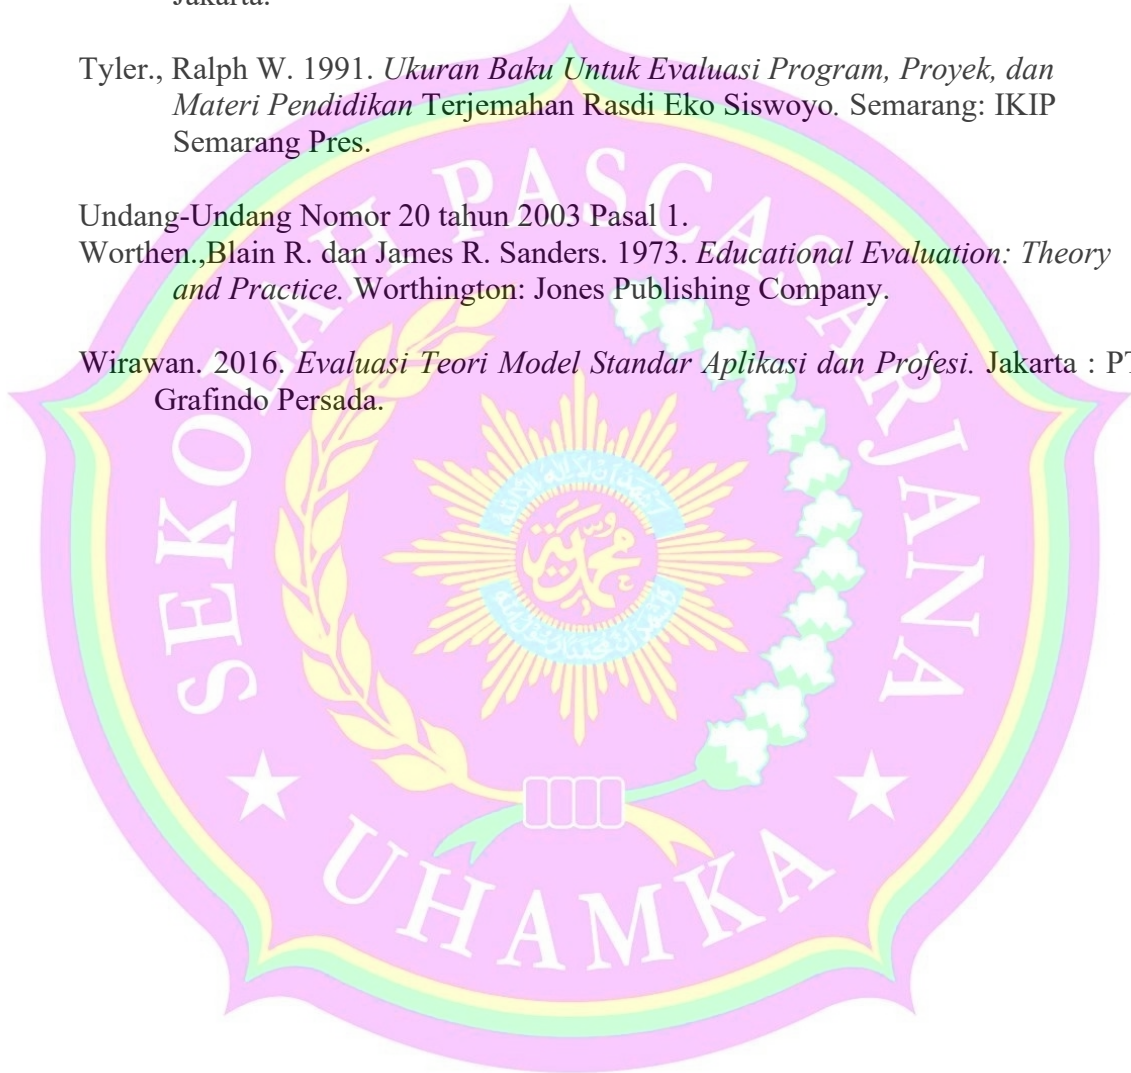 Jakarta.
Tyler., Ralph W. 1991. Ukuran Baku Untuk Evaluasi Program, Proyek, dan
Materi Pendidikan Terjemahan Rasdi Eko Siswoyo. Semarang: IKIP
Semarang Pres.
Undang-Undang Nomor 20 tahun 2003 Pasal 1.
Worthen.,Blain R. dan James R. Sanders. 1973. Educational Evaluation: Theory
and Practice. Worthington: Jones Publishing Company.
Wirawan. 2016. Evaluasi Teori Model Standar Aplikasi dan Profesi. Jakarta : PT
Grafindo Persada.
SEKOLAH PASCASARJANA
محمدية
UHAMKA